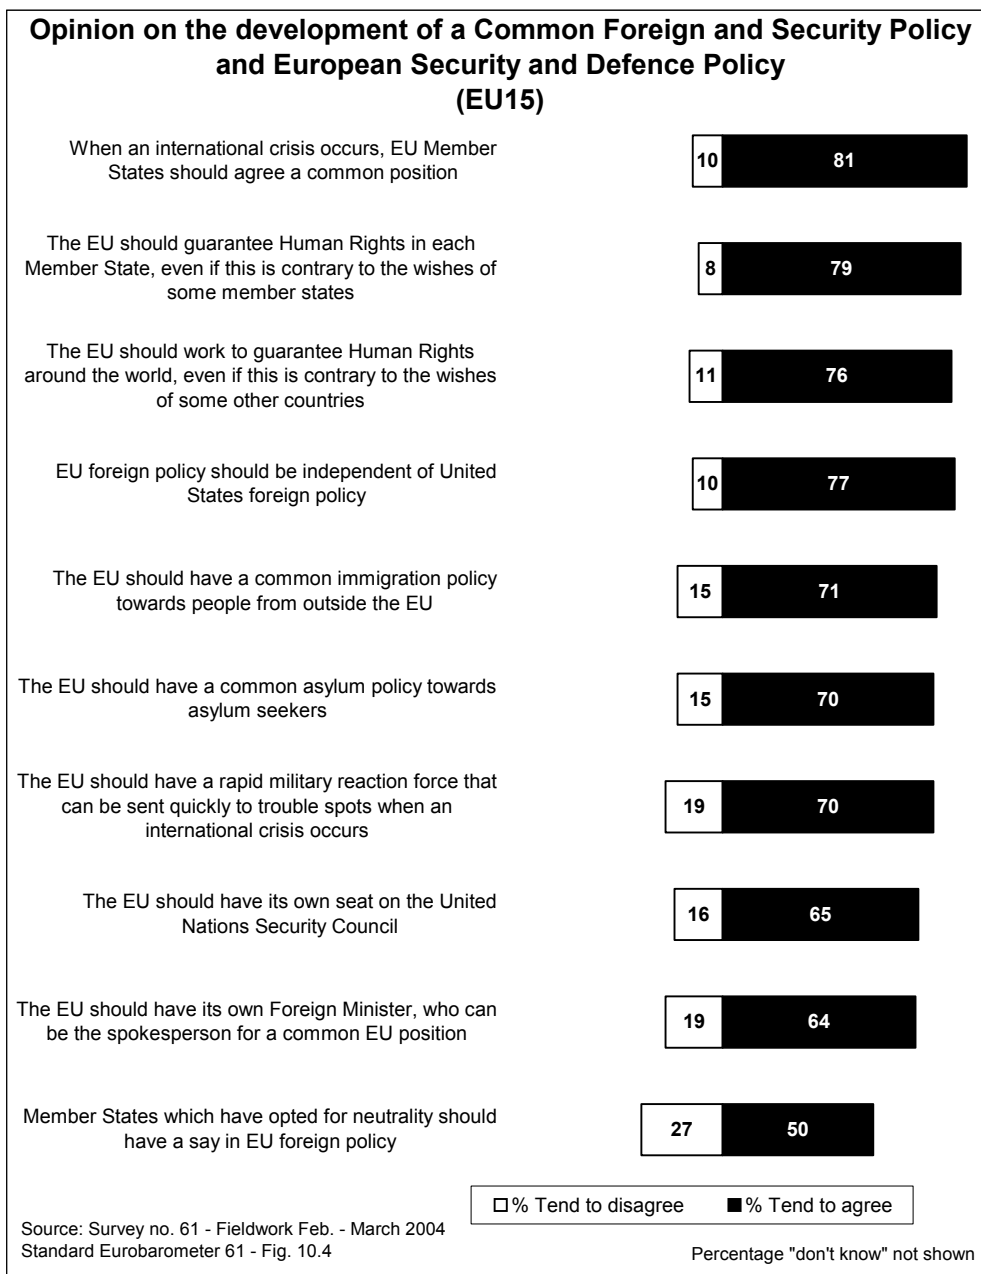 Opinion on the development of a Common Foreign and Security Policy
and European Security and Defence Policy
(EU15)
When an international crisis occurs, EU Member
States should agree a common position
10 81
The EU should guarantee Human Rights in each
Member State, even if this is contrary to the wishes of
some member states
8 79
The EU should work to guarantee Human Rights
around the world, even if this is contrary to the wishes
of some other countries
11 76
EU foreign policy should be independent of United
States foreign policy
10 77
The EU should have a common immigration policy
towards people from outside the EU
15 71
The EU should have a common asylum policy towards
asylum seekers
15 70
The EU should have a rapid military reaction force that
can be sent quickly to trouble spots when an
international crisis occurs
19 70
The EU should have its own seat on the United
Nations Security Council
16 65
The EU should have its own Foreign Minister, who can
be the spokesperson for a common EU position
19 64
Member States which have opted for neutrality should
have a say in EU foreign policy
27 50
% Tend to disagree % Tend to agree
Source: Survey no. 61 - Fieldwork Feb. - March 2004
Standard Eurobarometer 61 - Fig. 10.4
Percentage "don't know" not shown